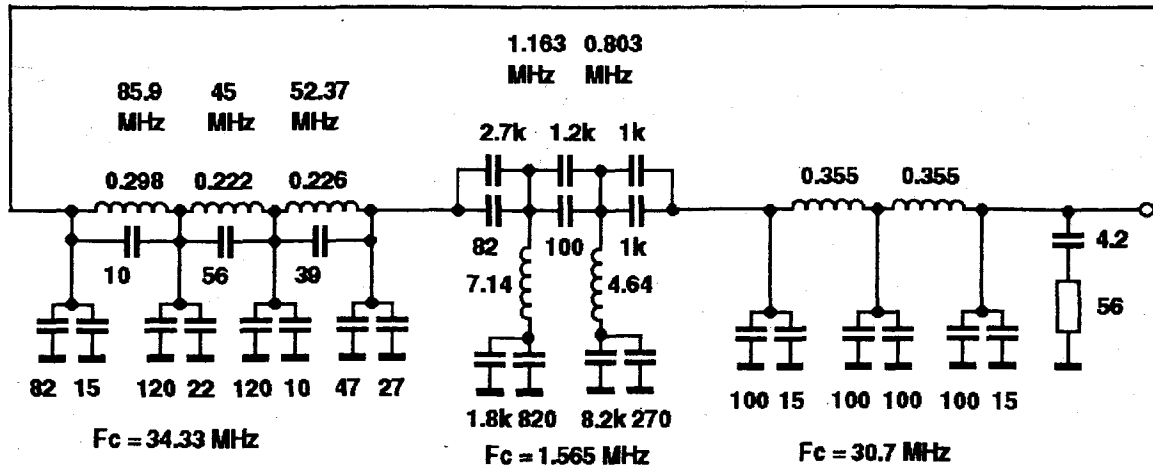 1.163 0.803
MHz MHz
85.9 45 52.37
MHz MHz MHz
2.7k 1.2k 1k
0.298 0.222 0.226
0.355 0.355
82 100 1k
4.2
10 56 39
7.14 4.64
56
82 15 120 22 120 10 47 27
100 15 100 100 100 15
1.8k 820 8.2k 270
Fc = 34.33 MHz
Fc = 1.565 MHz
Fc = 30.7 MHz